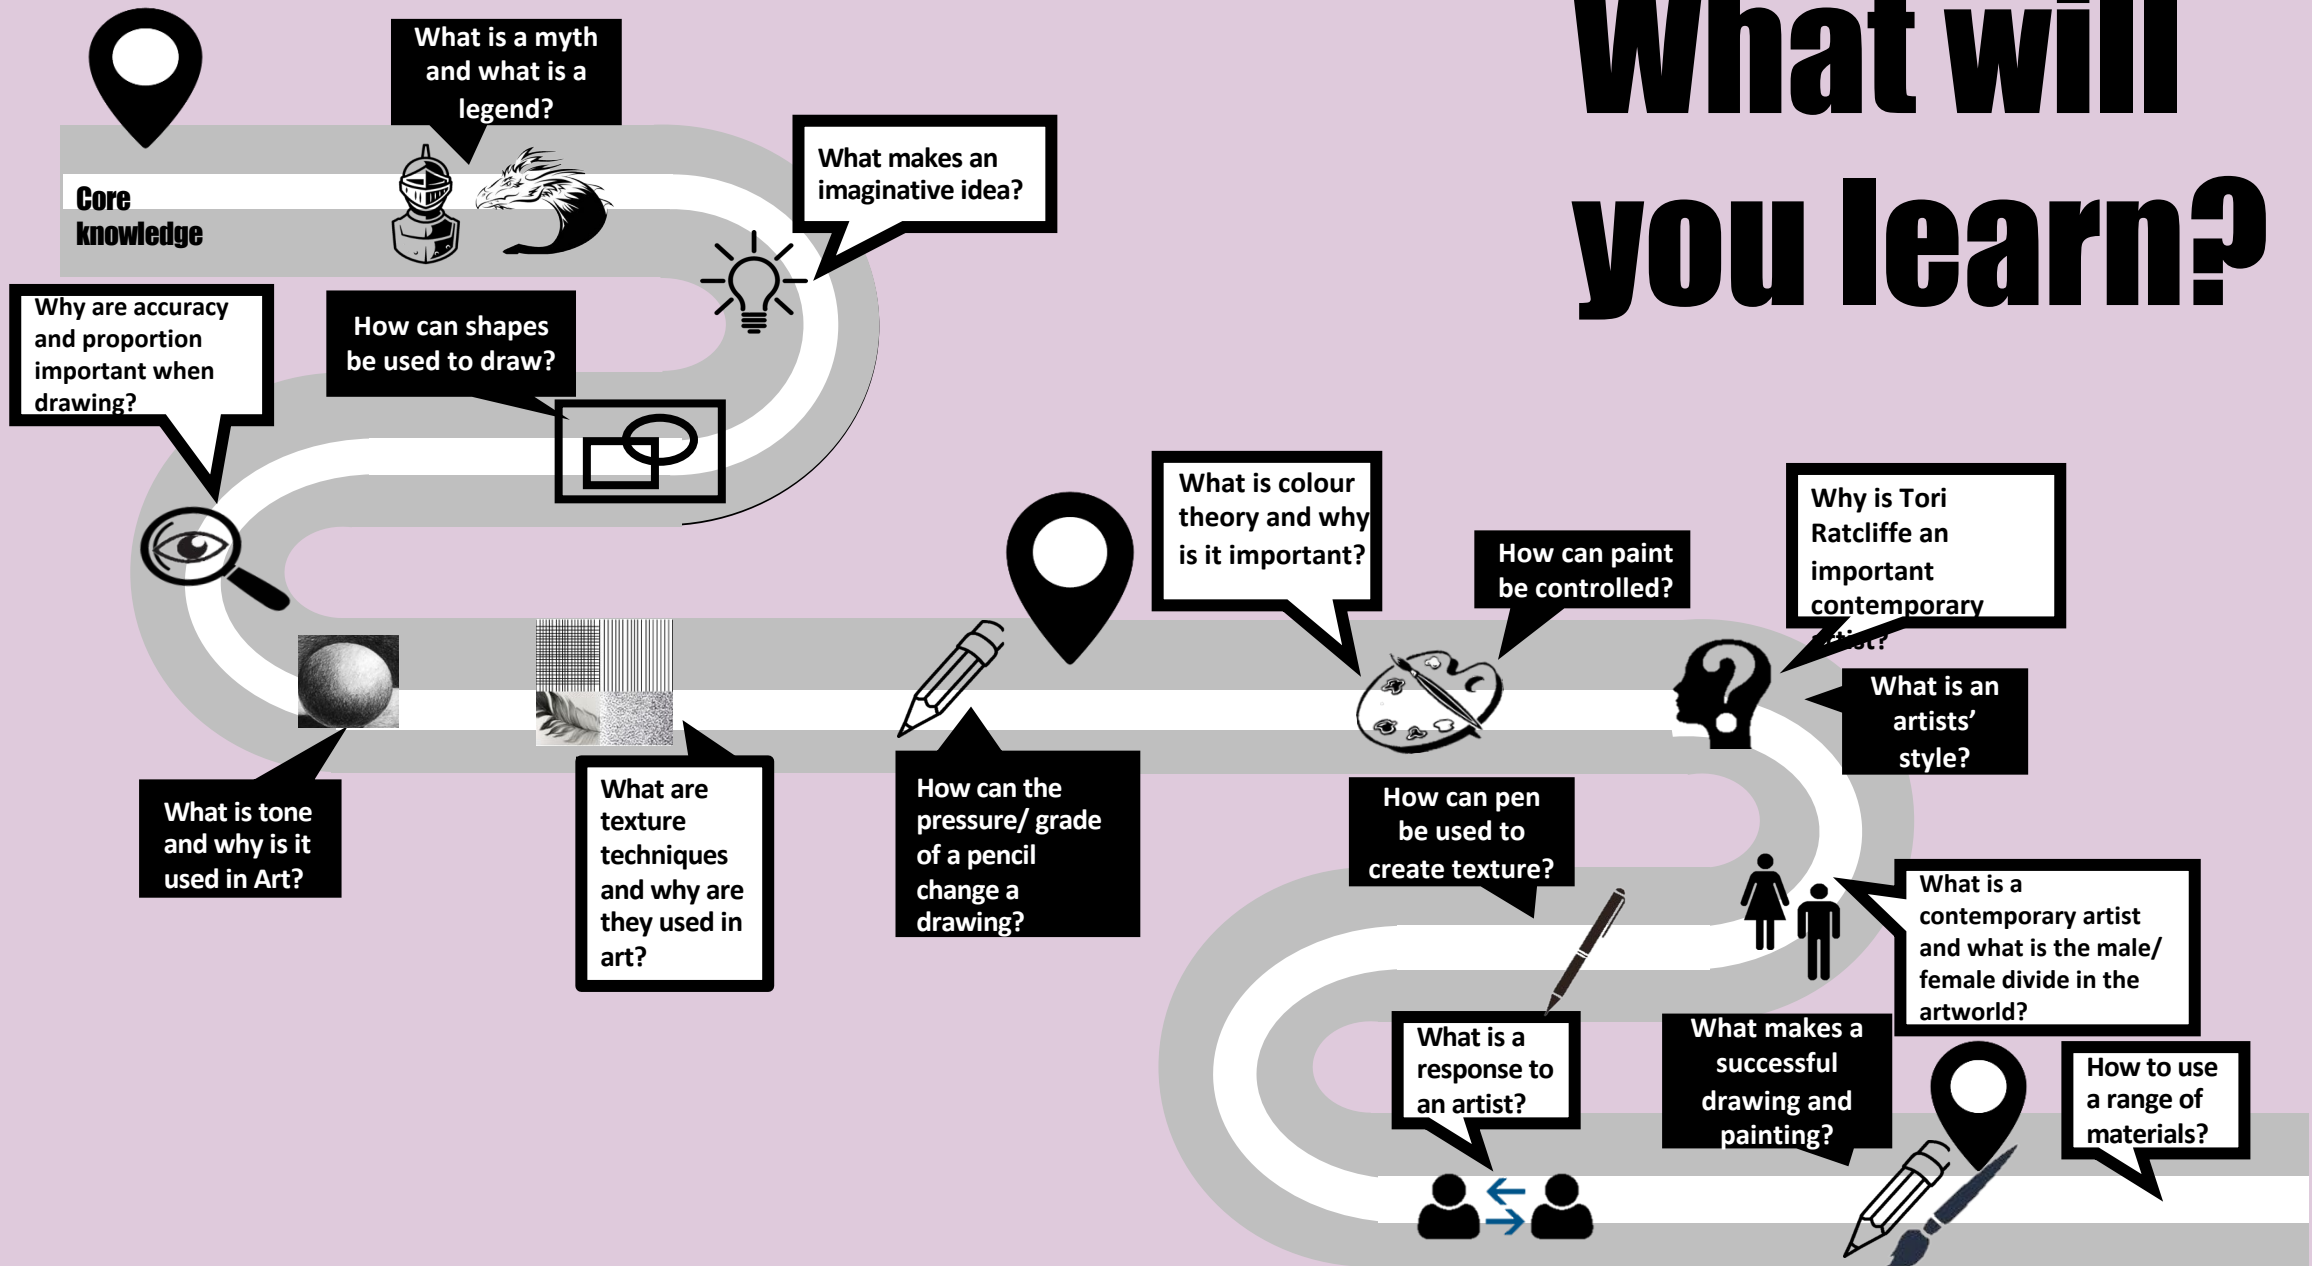 What will
you learn?
What is a myth
and what is a
legend?
Core
knowledge
What makes an
imaginative idea?
How can shapes
be used to draw?
Why are accuracy
and proportion
important when
drawing?
What is tone
and why is it
used in Art?
What are
texture
techniques
and why are
they used in
art?
How can the
pressure/ grade
of a pencil
change a
drawing?
What is colour
theory and why
is it important?
How can paint
be controlled?
Why is Tori
Ratcliffe an
important
contemporary
artist?
What is an
artists’
style?
What is a
contemporary artist
and what is the male/
female divide in the
artworld?
How can pen
be used to
create texture?
What is a
response to
an artist?
What makes a
successful
drawing and
painting?
How to use
a range of
materials?